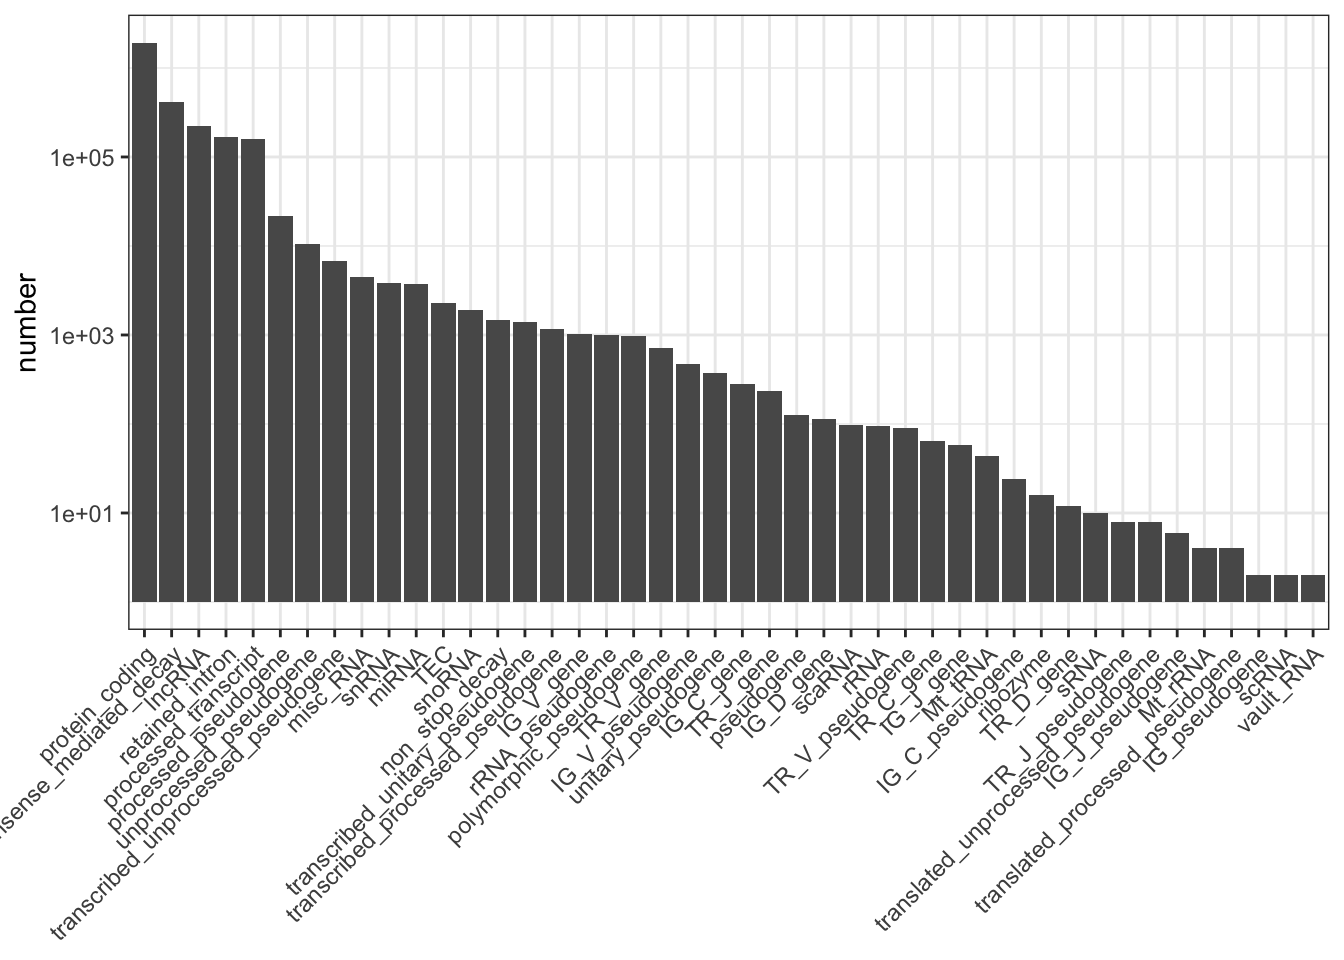 number
1e+05
1e+03
1e+01
protein_coding
nsense_mediated_decay
lncRNA
retained_intron
processed_transcript
processed_pseudogene
unprocessed_pseudogene
transcribed_unprocessed_pseudogene
misc_RNA
snRNA
miRNA
TEC
snoRNA
non_stop_decay
transcribed_unitary_pseudogene
transcribed_processed_pseudogene
IG_V_gene
rRNA_pseudogene
polymorphic_pseudogene
TR_V_gene
IG_V_pseudogene
unitary_pseudogene
IG_C_gene
TR_J_gene
pseudogene
IG_D_gene
scaRNA
rRNA
TR_V_pseudogene
TR_C_gene
IG_J_gene
Mt_tRNA
IG_C_pseudogene
ribozyme
TR_D_gene
sRNA
TR_J_pseudogene
translated_unprocessed_pseudogene
IG_J_pseudogene
Mt_rRNA
translated_processed_pseudogene
IG_pseudogene
scRNA
vault_RNA